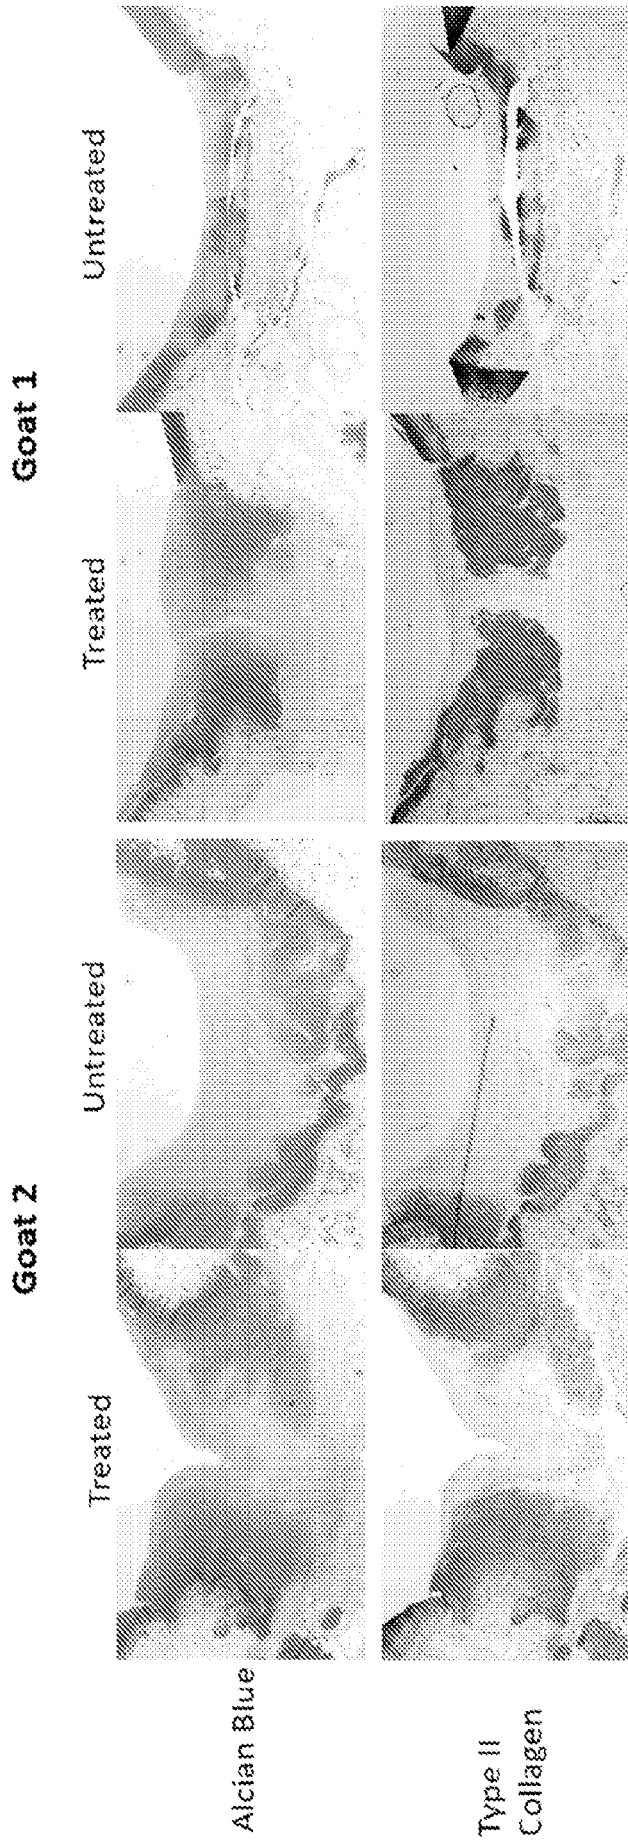 Goat 2
Goat 1
Treated
Untreated
Treated
Untreated
Alcian Blue
Type II
Collagen